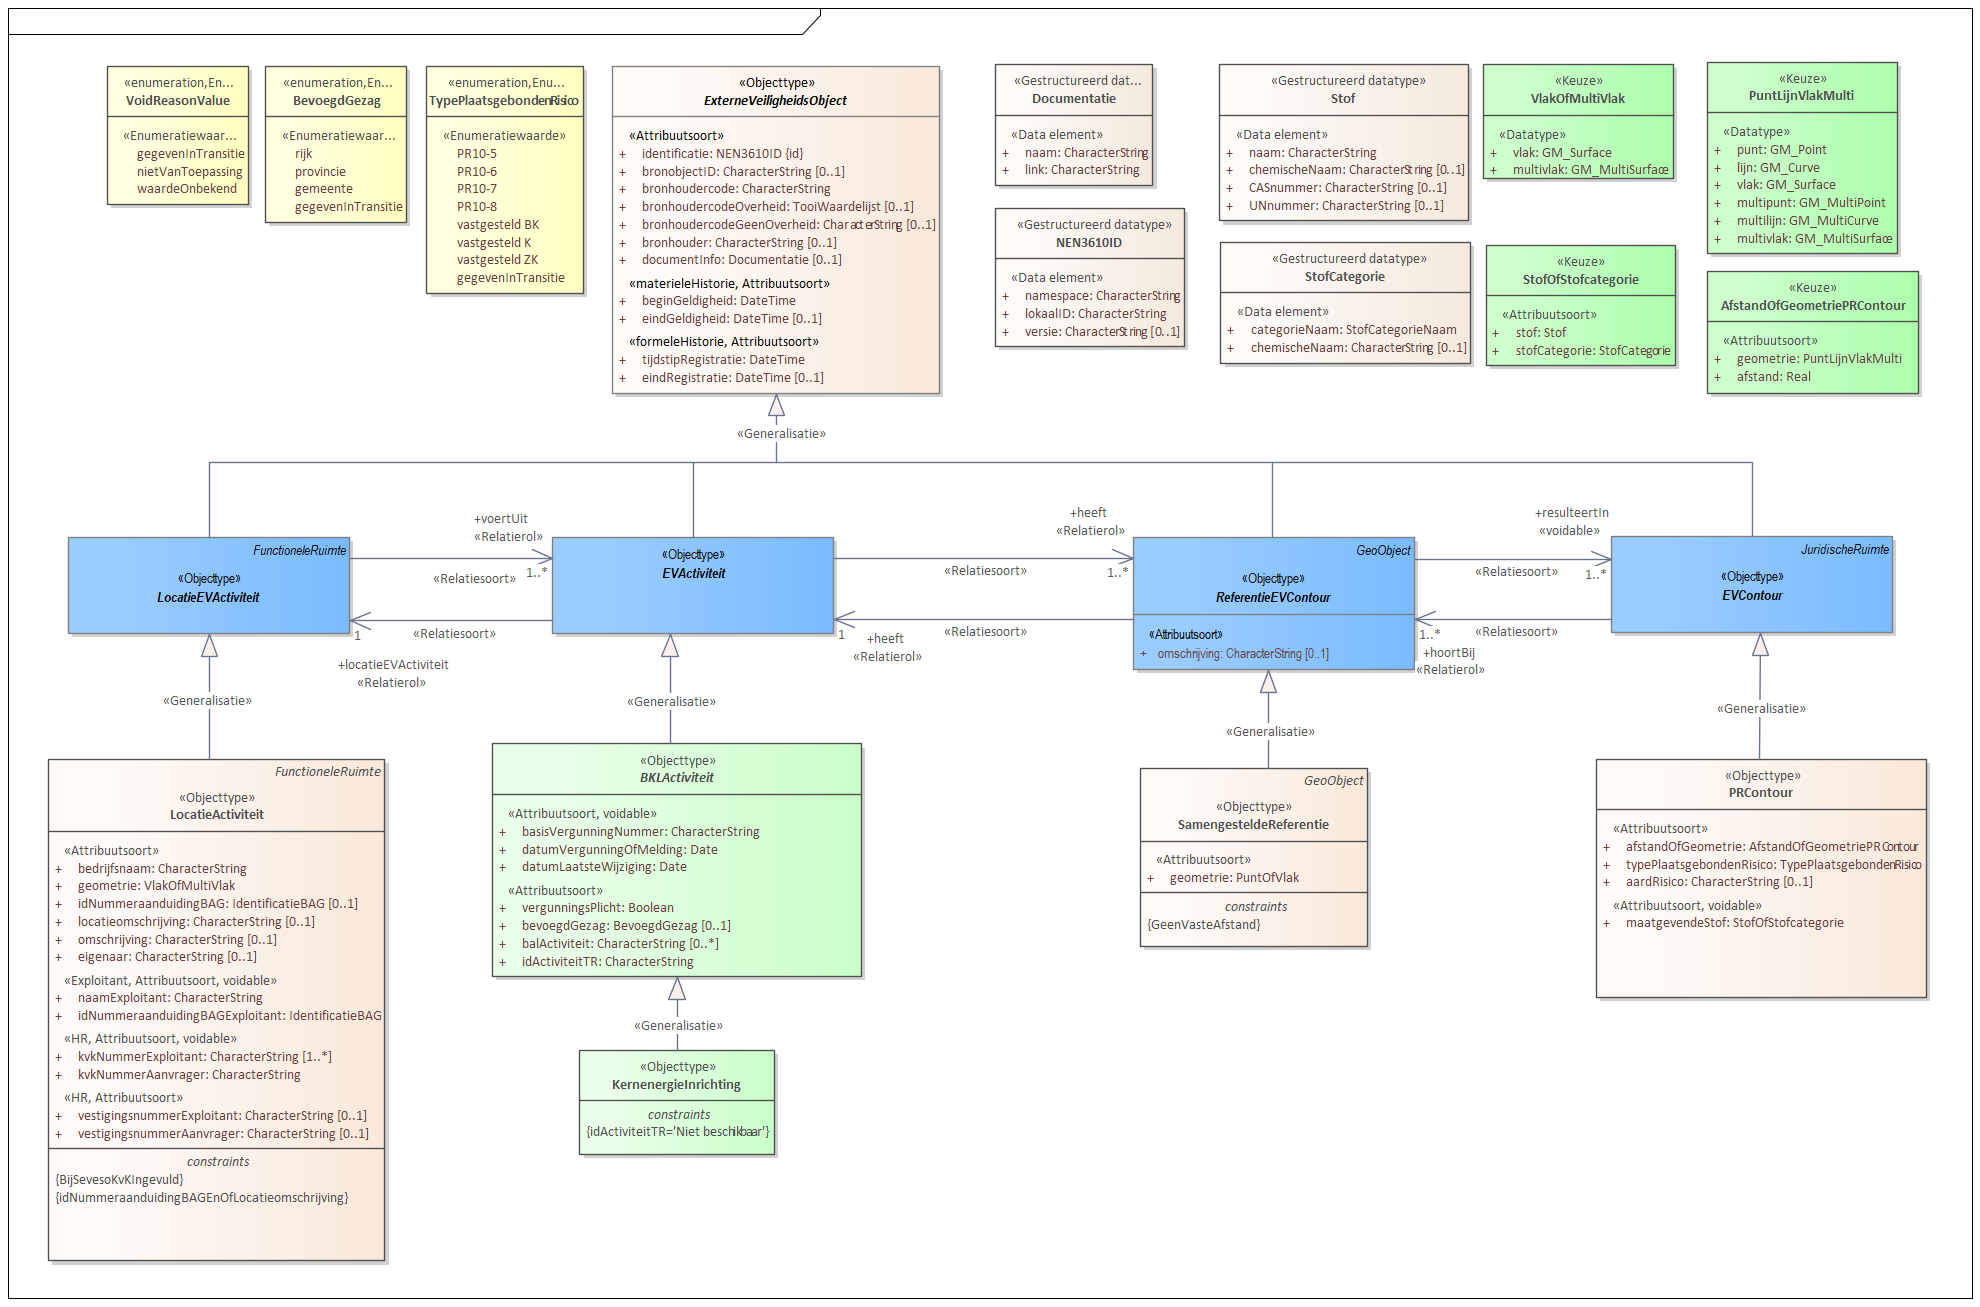 «enumeration,En...
VoidReasonValue
«Enumeratiewaar...
gegevenInTransitie
nietVanToepassing
waardeOnbekend
«enumeration,En...
BevoegdGezag
«Enumeratiewaar...
rijk
provincie
gemeente
gegevenInTransitie
«enumeration,Enu...
TypePlaatsgebondenRisico
«Enumeratiewaarde»
PR10-5
PR10-6
PR10-7
PR10-8
vastgesteld BK
vastgesteld K
vastgesteld ZK
gegevenInTransitie
«Objecttype»
ExterneVeiligheidsObject
«Attribuutsoort»
+ identificatie: NEN3610ID {id}
+ bronobjectID: CharacterString [0..1]
+ bronhoudercode: CharacterString
+ bronhoudercodeOverheid: TooiWaardelijst [0..1]
+ bronhoudercodeGeenOverheid: CharacterString [0..1]
+ bronhouder: CharacterString [0..1]
+ documentInfo: Documentatie [0..1]
«materieleHistorie, Attribuutsoort»
+ beginGeldigheid: DateTime
+ eindGeldigheid: DateTime [0..1]
«formeleHistorie, Attribuutsoort»
+ tijdstipRegistratie: DateTime
+ eindRegistratie: DateTime [0..1]
«Gestructureerd dat...
Documentatie
«Data element»
+ naam: CharacterString
+ link: CharacterString
«Gestructureerd datatype»
NEN3610ID
«Data element»
+ namespace: CharacterString
+ lokaalID: CharacterString
+ versie: CharacterString [0..1]
«Gestructureerd datatype»
Stof
«Data element»
+ naam: CharacterString
+ chemischeNaam: CharacterString [0..1]
+ CASnummer: CharacterString [0..1]
+ UNnummer: CharacterString [0..1]
«Gestructureerd datatype»
StofCategorie
«Data element»
+ categorieNaam: StofCategorieNaam
+ chemischeNaam: CharacterString [0..1]
«Keuze»
VlakOfMultiVlak
«Datatype»
+ vlak: GM_Surface
+ multivlak: GM_MultiSurface
«Keuze»
StofOfStofcategorie
«Attribuutsoort»
+ stof: Stof
+ stofCategorie: StofCategorie
«Keuze»
PuntLijnVlakMulti
«Datatype»
+ punt: GM_Point
+ lijn: GM_Curve
+ vlak: GM_Surface
+ multipunt: GM_MultiPoint
+ multilijn: GM_MultiCurve
+ multivlak: GM_MultiSurface
«Keuze»
AfstandOfGeometriePRContour
«Attribuutsoort»
+ geometrie: PuntLijnVlakMulti
+ afstand: Real
«Generalisatie»
FunctioneleRuimte
«Objecttype»
LocatieEVActiviteit
+voertUit
«Relatierol»
«Relatiesoort» 1..*
«Relatiesoort»
1
+locatieEVActiviteit
«Relatierol»
«Objecttype»
EVActiviteit
+heeft
«Relatierol»
«Relatiesoort» 1..*
«Relatiesoort»
1
+heeft
«Relatierol»
GeoObject
«Objecttype»
ReferentieEVContour
«Attribuutsoort»
+ omschrijving: CharacterString [0..1]
+resulteertIn
«voidable»
«Relatiesoort» 1..*
«Relatiesoort»
1..*
+hoortBij
«Relatierol»
JuridischeRuimte
«Objecttype»
EVContour
«Generalisatie»
«Generalisatie»
«Generalisatie»
«Generalisatie»
FunctioneleRuimte
«Objecttype»
LocatieActiviteit
«Attribuutsoort»
+ bedrijfsnaam: CharacterString
+ geometrie: VlakOfMultiVlak
+ idNummeraanduidingBAG: IdentificatieBAG [0..1]
+ locatieomschrijving: CharacterString [0..1]
+ omschrijving: CharacterString [0..1]
+ eigenaar: CharacterString [0..1]
«Exploitant, Attribuutsoort, voidable»
+ naamExploitant: CharacterString
+ idNummeraanduidingBAGExploitant: IdentificatieBAG
«HR, Attribuutsoort, voidable»
+ kvkNummerExploitant: CharacterString [1..*]
+ kvkNummerAanvrager: CharacterString
«HR, Attribuutsoort»
+ vestigingsnummerExploitant: CharacterString [0..1]
+ vestigingsnummerAanvrager: CharacterString [0..1]
constraints
{BijSevesoKvKIngevuld}
{idNummeraanduidingBAGEnOfLocatieomschrijving}
«Objecttype»
BKLActiviteit
«Attribuutsoort, voidable»
+ basisVergunningNummer: CharacterString
+ datumVergunningOfMelding: Date
+ datumLaatsteWijziging: Date
«Attribuutsoort»
+ vergunningsPlicht: Boolean
+ bevoegdGezag: BevoegdGezag [0..1]
+ balActiviteit: CharacterString [0..*]
+ idActiviteitTR: CharacterString
«Generalisatie»
«Objecttype»
KernenergieInrichting
constraints
{idActiviteitTR='Niet beschikbaar'}
GeoObject
«Objecttype»
SamengesteldeReferentie
«Attribuutsoort»
+ geometrie: PuntOfVlak
constraints
{GeenVasteAfstand}
«Objecttype»
PRContour
«Attribuutsoort»
+ afstandOfGeometrie: AfstandOfGeometriePRContour
+ typePlaatsgebondenRisico: TypePlaatsgebondenRisico
+ aardRisico: CharacterString [0..1]
«Attribuutsoort, voidable»
+ maatgevendeStof: StofOfStofcategorie